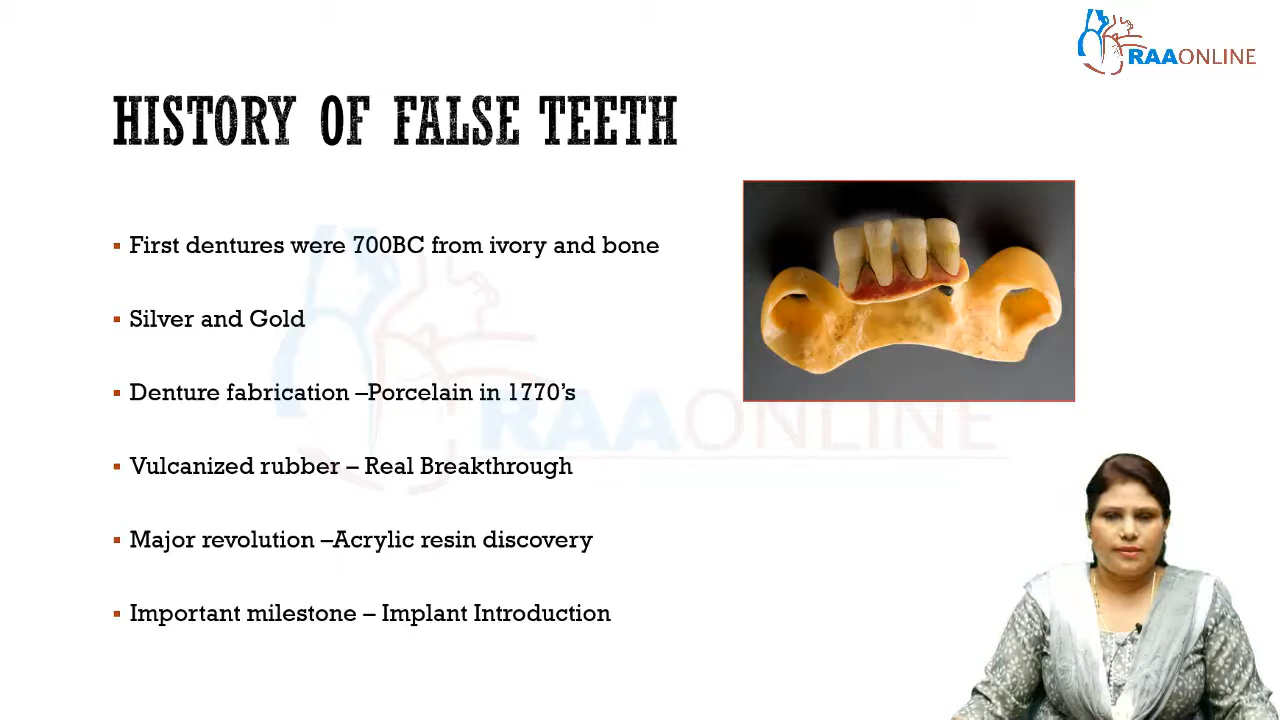 RAAONLINE
HISTORY OF FALSE TEETH
▪ First dentures were 700BC from ivory and bone
▪ Silver and Gold
▪ Denture fabrication –Porcelain in 1770’s
▪ Vulcanized rubber – Real Breakthrough
▪ Major revolution –Acrylic resin discovery
▪ Important milestone – Implant Introduction
RAAONLINE